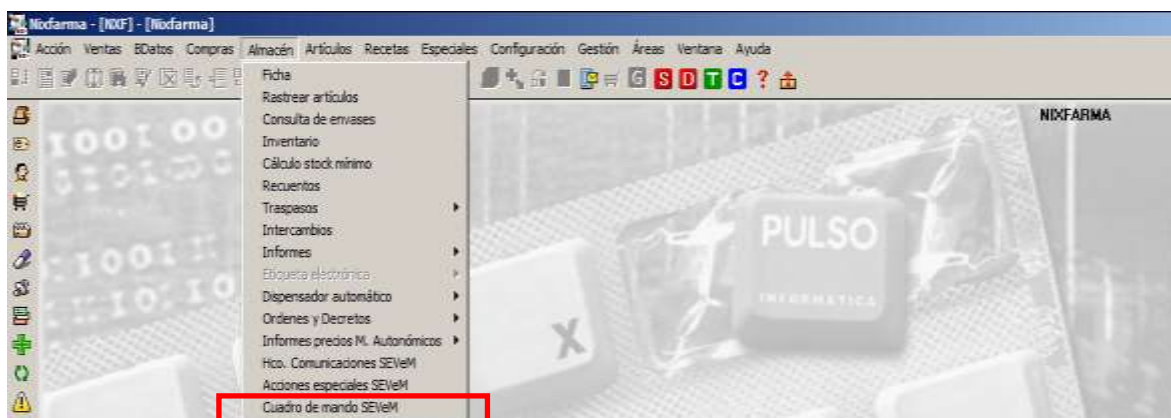 Nixfarma - [NXF] - [Nixfarma]
Acción Ventas BDatos Compras Almacén Artículos Recetas Especiales Configuración Gestión Áreas Ventana Ayuda
G S D T C ?
Ficha
Rastrear artículos
Consulta de envases
Inventario
Cálculo stock mínimo
Recuentos
Traspasos
Intercambios
Informes
Etiqueta electrónica
Dispensador automático
Ordenes y Decretos
Informes precios M. Autonómicos
Hco. Comunicaciones SEVeM
Acciones especiales SEVeM
Cuadro de mando SEVeM
NIXFARMA
PULSO
INFORMATICA
X